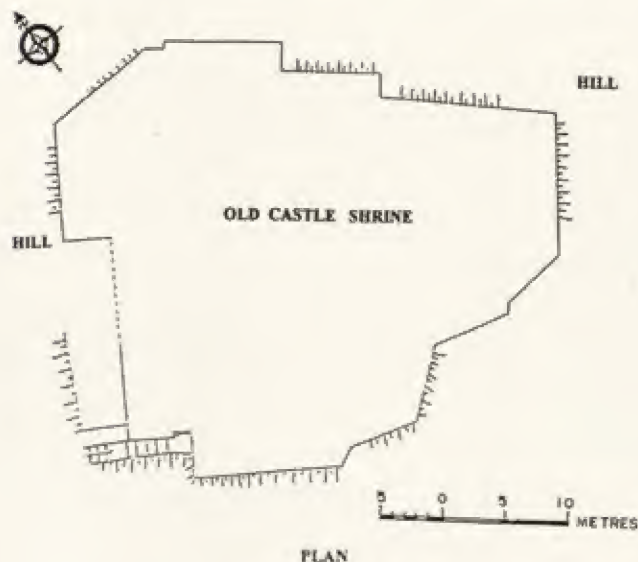 N
HILL
OLD CASTLE SHRINE
HILL
5 0 5 10
METRES
PLAN